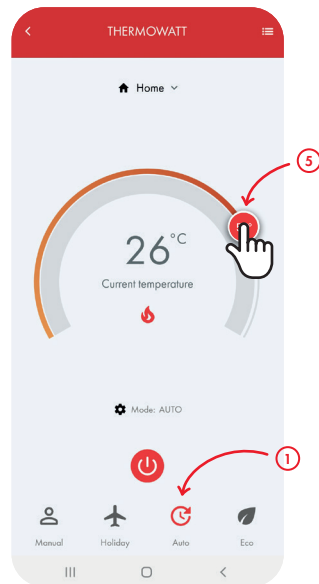 THERMOWATT
Home
5
26°C
Current temperature
Mode: AUTO
1
Manual Holiday Auto Eco